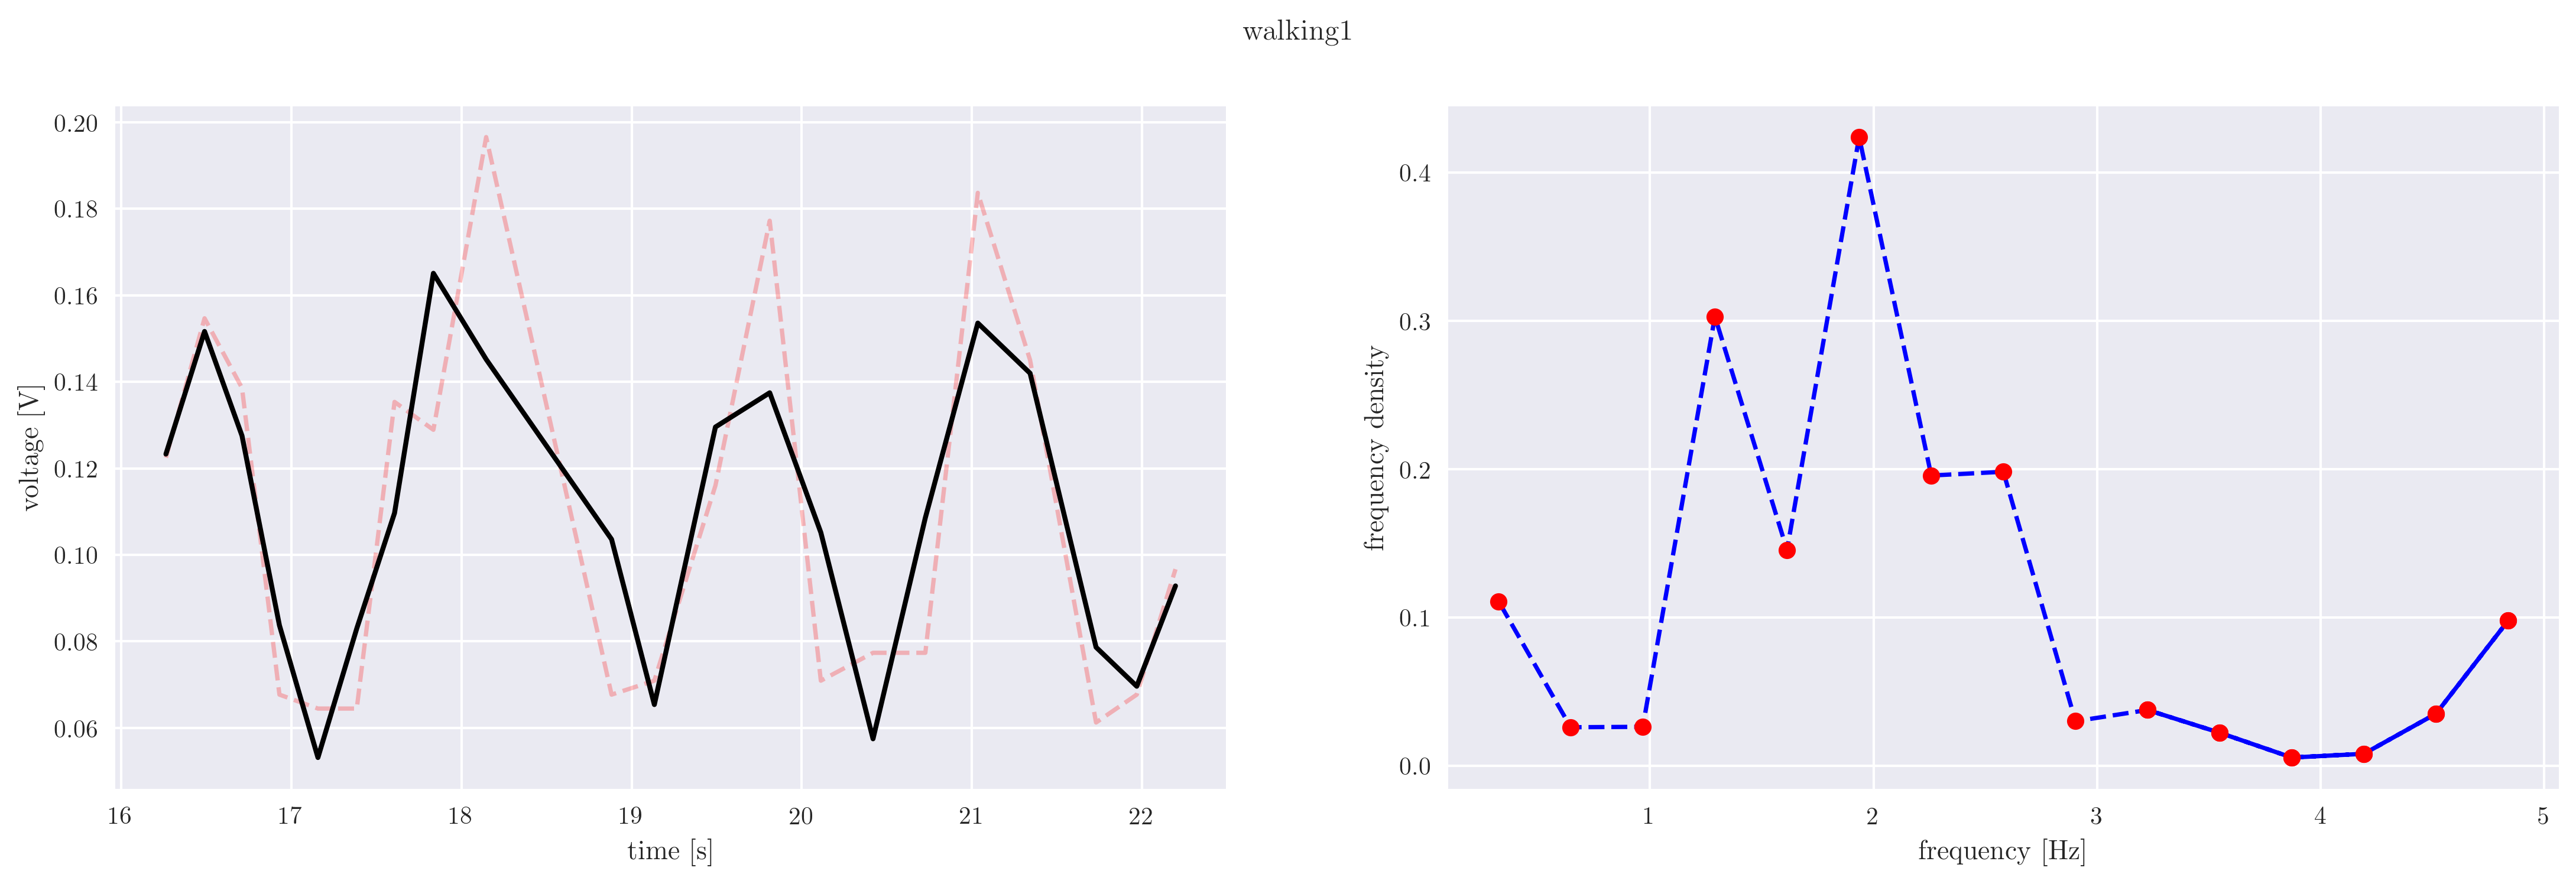 walking1
voltage [V]
0.20
0.18
0.16
0.14
0.12
0.10
0.08
0.06
16 17 18 19 20 21 22
time [s]
frequency density
0.4
0.3
0.2
0.1
0.0
1 2 3 4 5
frequency [Hz]